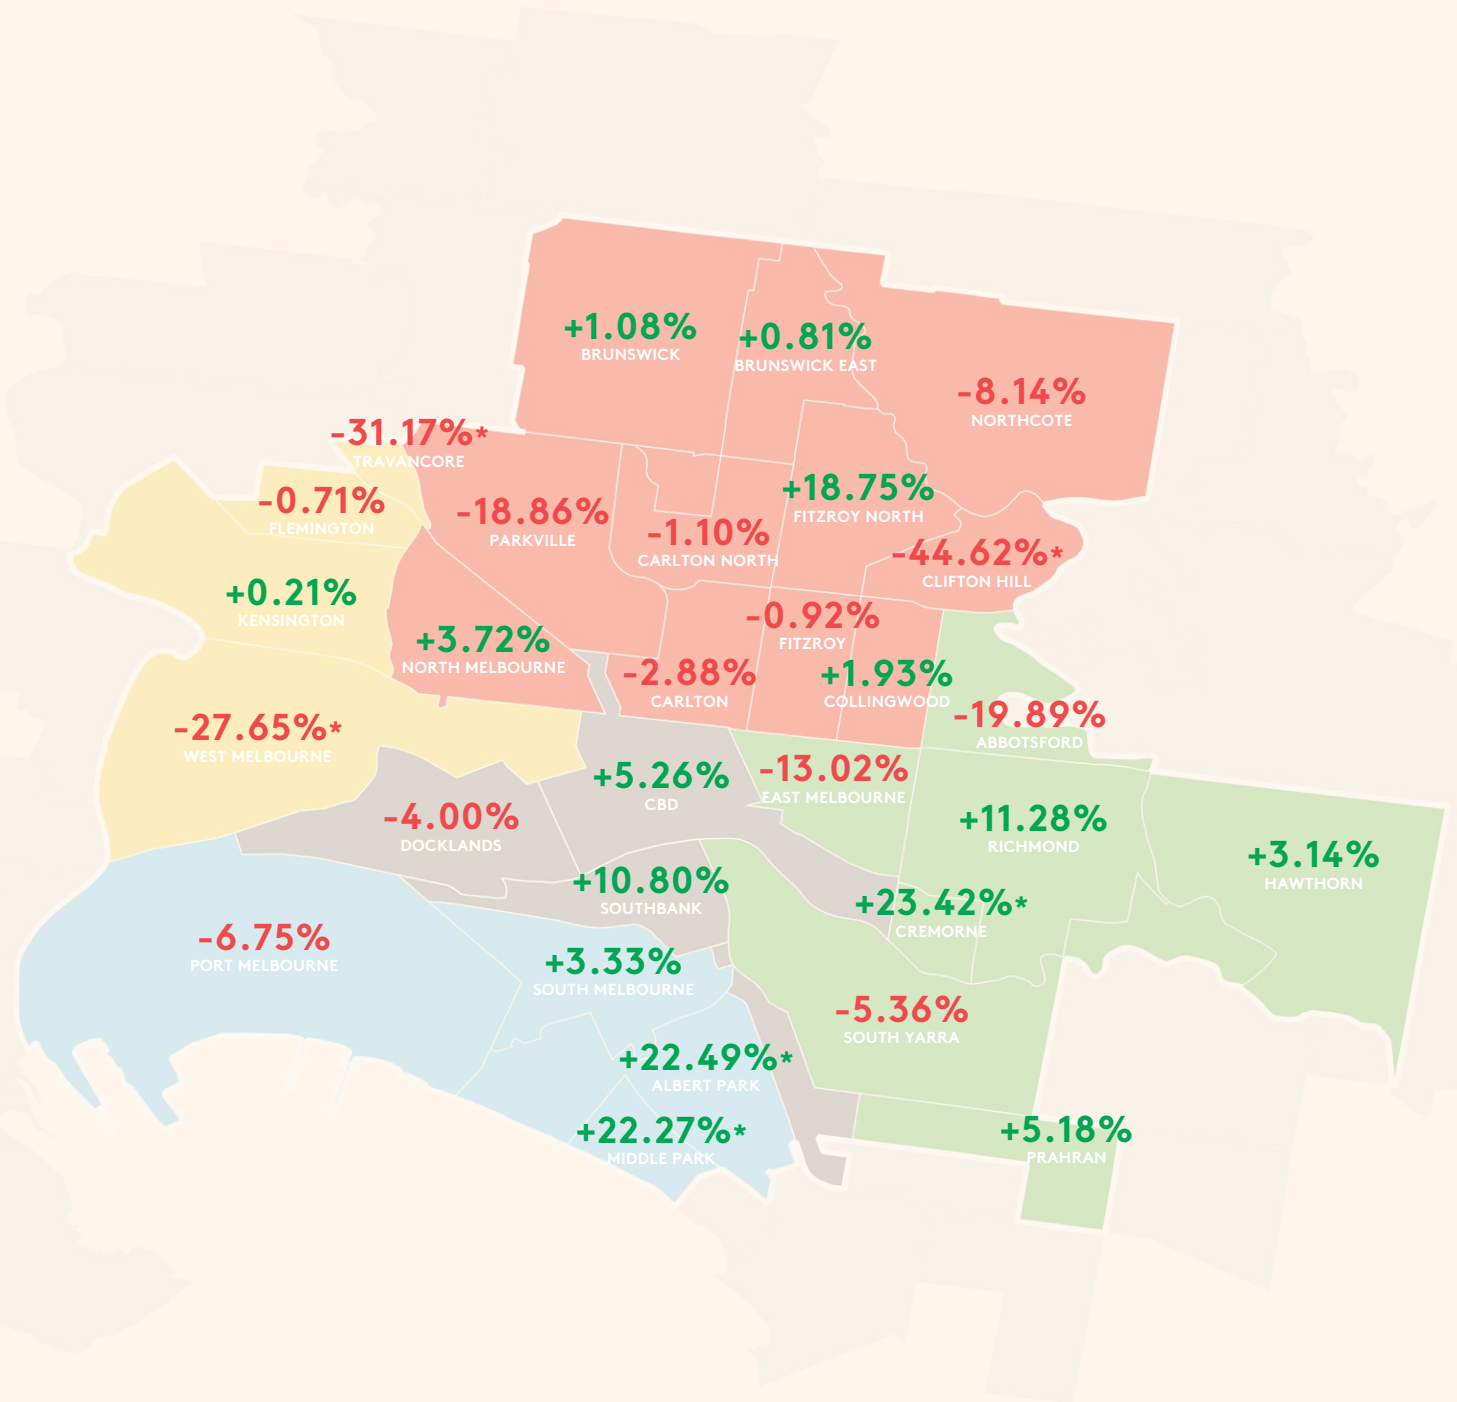 +1.08%
BRUNSWICK
+0.81%
BRUNSWICK EAST
-8.14%
NORTHCOTE
-31.17%*
TRAVANCORE
-0.71%
FLEMINGTON
-18.86%
PARKVILLE
-1.10%
CARLTON NORTH
+18.75%
FITZROY NORTH
-44.62%*
CLIFTON HILL
+0.21%
KENSINGTON
+3.72%
NORTH MELBOURNE
-0.92%
FITZROY
-2.88%
CARLTON
+1.93%
COLLINGWOOD
-19.89%
ABBOTSFORD
-27.65%*
WEST MELBOURNE
+5.26%
CBD
-13.02%
EAST MELBOURNE
-4.00%
DOCKLANDS
+11.28%
RICHMOND
+3.14%
HAWTHORN
+10.80%
SOUTHBANK
+23.42%*
CREMORNE
-6.75%
PORT MELBOURNE
+3.33%
SOUTH MELBOURNE
-5.36%
SOUTH YARRA
+22.49%*
ALBERT PARK
+22.27%*
MIDDLE PARK
+5.18%
PRAHRAN